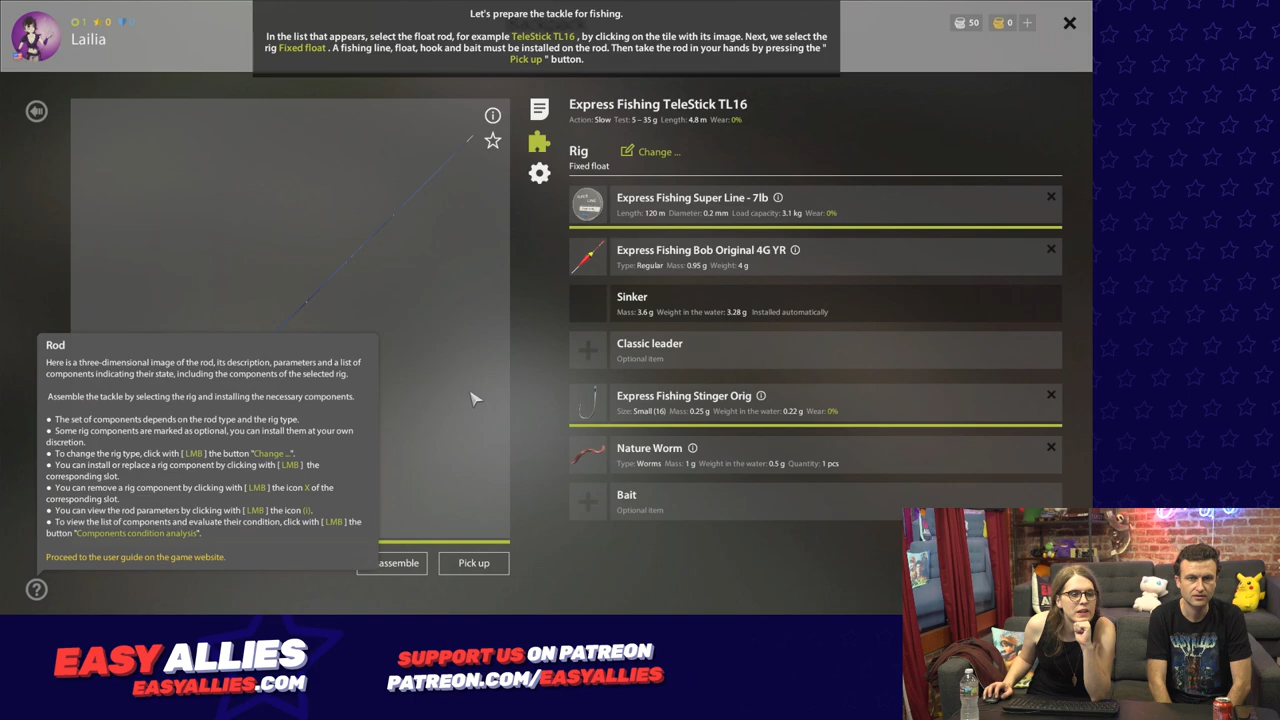 Let's prepare the tackle for fishing.
In the list that appears, select the float rod, for example TeleStick TL16 , by clicking on the tile with its image. Next, we select the
rig Fixed float . A fishing line, float, hook and bait must be installed on the rod. Then take the rod in your hands by pressing the "
Pick up " button.
1 0 0
Lailia
50 0 +
Express Fishing TeleStick TL16
Action: Slow Test: 5 – 35 g Length: 4.8 m Wear: 0%
Rig Change ...
Fixed float
Express Fishing Super Line - 7lb
Length: 120 m Diameter: 0.2 mm Load capacity: 3.1 kg Wear: 0%
Express Fishing Bob Original 4G YR
Type: Regular Mass: 0.95 g Weight: 4 g
Sinker
Mass: 3.6 g Weight in the water: 3.28 g Installed automatically
Classic leader
Optional item
Express Fishing Stinger Orig
Size: Small (16) Mass: 0.25 g Weight in the water: 0.22 g Wear: 0%
Nature Worm
Type: Worms Mass: 1 g Weight in the water: 0.5 g Quantity: 1 pcs
Bait
Optional item
Rod
Here is a three-dimensional image of the rod, its description, parameters and a list of
components indicating their state, including the components of the selected rig.
Assemble the tackle by selecting the rig and installing the necessary components.
● The set of components depends on the rod type and the rig type.
● Some rig components are marked as optional, you can install them at your own
discretion.
● To change the rig type, click with [ LMB ] the button "Change ...".
● You can install or replace a rig component by clicking with [ LMB ] the
corresponding slot.
● You can remove a rig component by clicking with [ LMB ] the icon X of the
corresponding slot.
● You can view the rod parameters by clicking with [ LMB ] the icon (i).
● To view the list of components and evaluate their condition, click with [ LMB ] the
button "Components condition analysis".
Proceed to the user guide on the game website.
?
assemble
Pick up
EASY ALLIES
EASYALLIES.COM
SUPPORT US ON PATREON
PATREON.COM/EASYALLIES